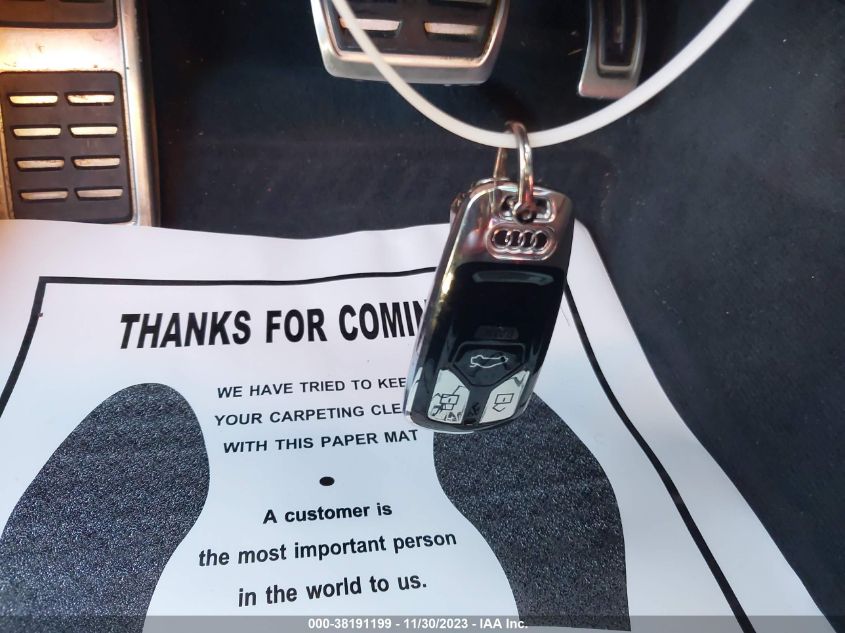 THANKS FOR COMIN
WE HAVE TRIED TO KEE
YOUR CARPETING CLE
WITH THIS PAPER MAT
A customer is
the most important person
in the world to us.
000-38191199 - 11/30/2023 - IAA Inc.